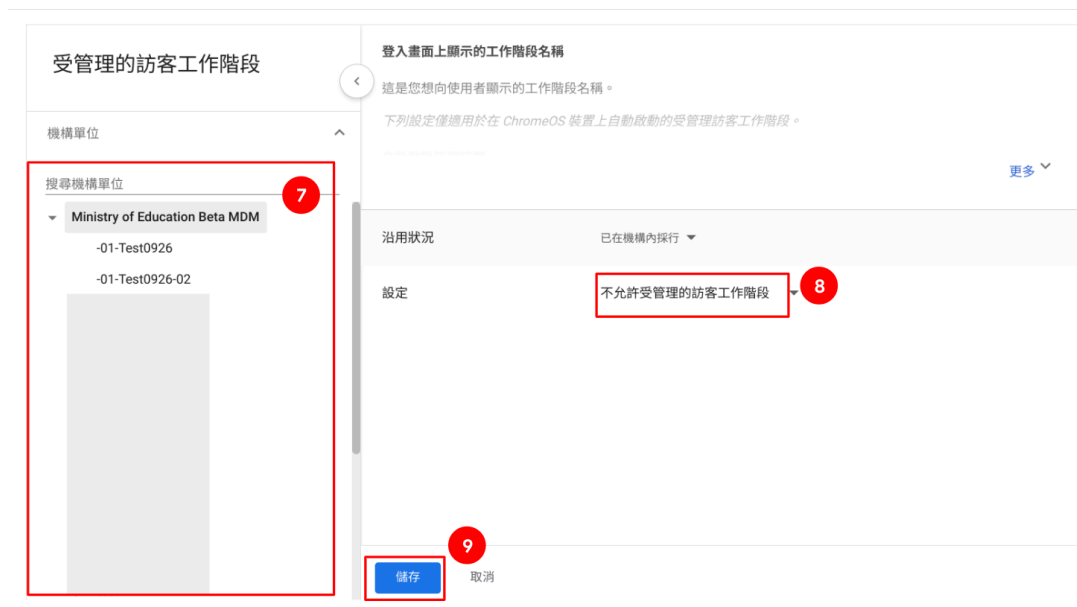 受管理的訪客工作階段
機構單位
搜尋機構單位
7
Ministry of Education Beta MDM
-01-Test0926
-01-Test0926-02
登入畫面上顯示的工作階段名稱
這是您想向使用者顯示的工作階段名稱。
下列設定僅適用於在 ChromeOS 裝置上自動啟動的受管理訪客工作階段。
更多
沿用狀況
已在機構內採行
設定
不允許受管理的訪客工作階段
8
9
儲存
取消